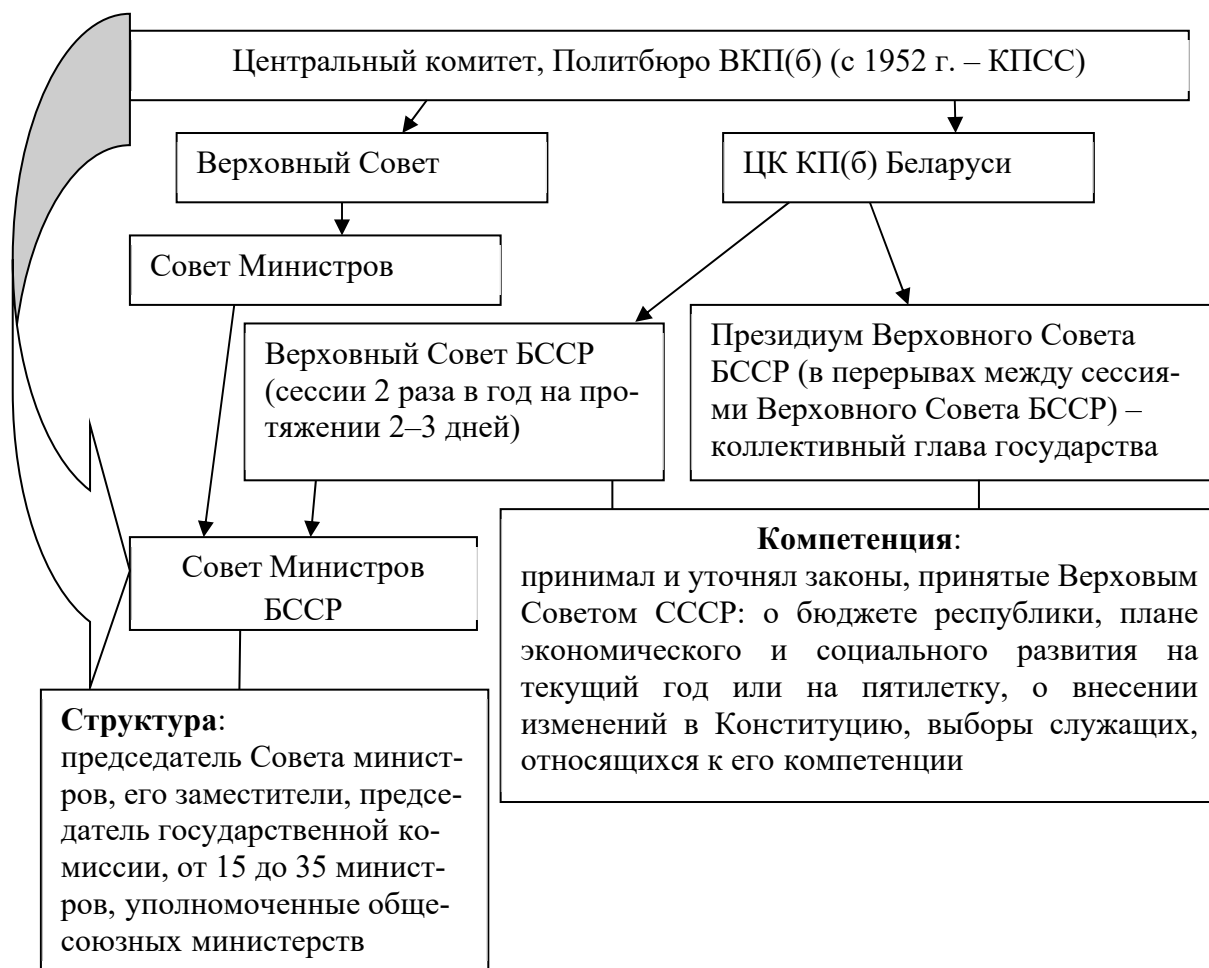 Центральный комитет, Политбюро ВКП(б) (с 1952 г. – КПСС)
Верховный Совет
ЦК КП(б) Беларуси
Совет Министров
Верховный Совет БССР
(сессии 2 раза в год на про-
тяжении 2–3 дней)
Президиум Верховного Совета
БССР (в перерывах между сессия-
ми Верховного Совета БССР) –
коллективный глава государства
Совет Министров
БССР
Компетенция:
принимал и уточнял законы, принятые Верховым
Советом СССР: о бюджете республики, плане
экономического и социального развития на
текущий год или на пятилетку, о внесении
изменений в Конституцию, выборы служащих,
относящихся к его компетенции
Структура:
председатель Совета минист-
ров, его заместители, предсе-
датель государственной ко-
миссии, от 15 до 35 минист-
ров, уполномоченные обще-
союзных министерств